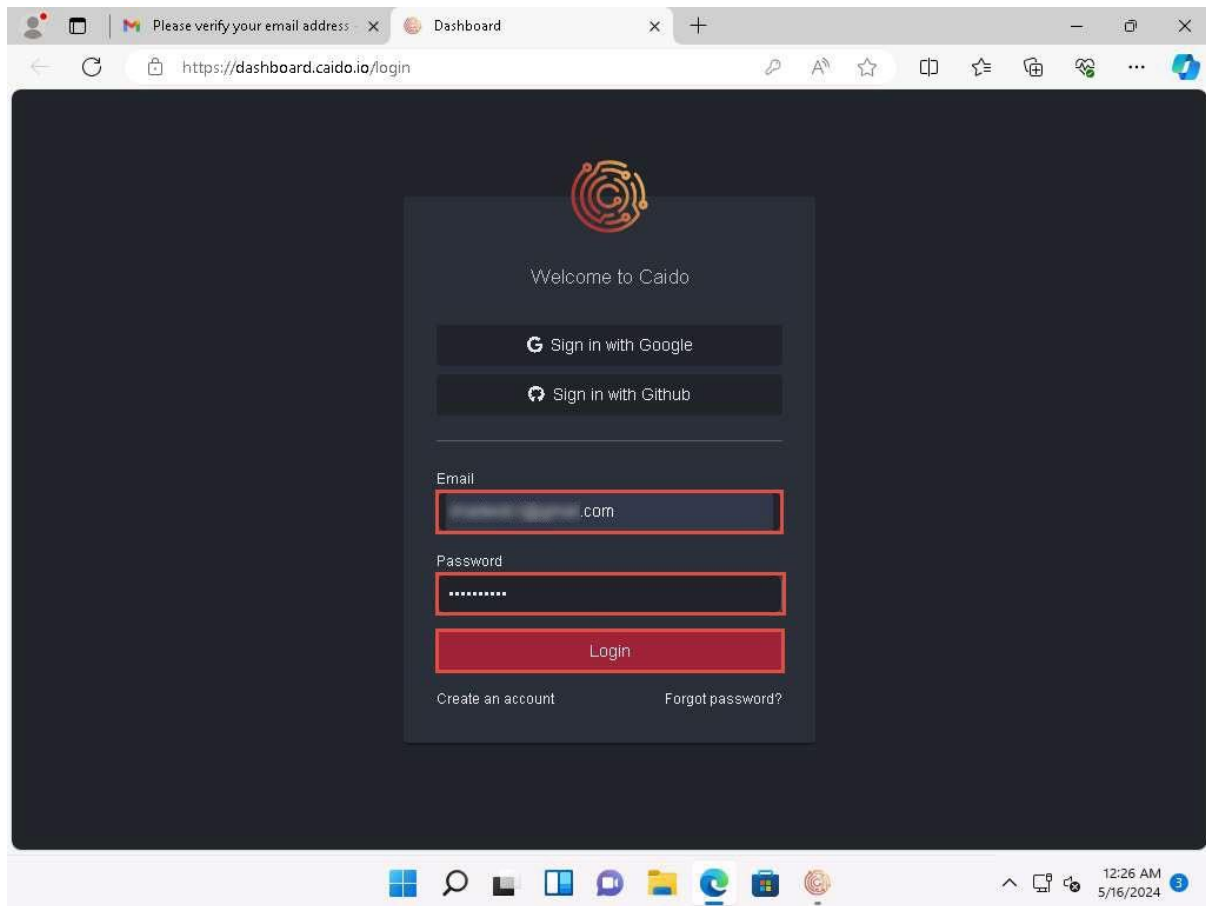 Please verify your email address
Dashboard
https://dashboard.caido.io/login
Welcome to Caido
G Sign in with Google
Sign in with Github
Email
.com
Password
••••••••••
Login
Create an account
Forgot password?
12:26 AM
5/16/2024
3